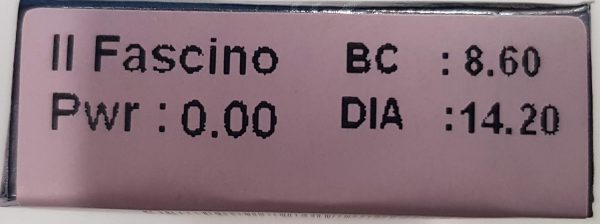 Il Fascino BC : 8.60
Pwr : 0.00 DIA :14.20